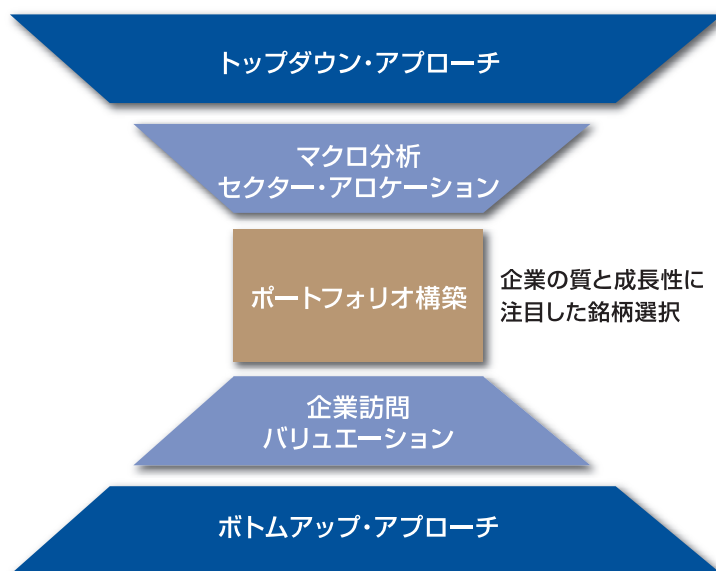 トップダウン・アプローチ
マクロ分析
セクター・アロケーション
ポートフォリオ構築
企業の質と成長性に
注目した銘柄選択
企業訪問
バリュエーション
ボトムアップ・アプローチ